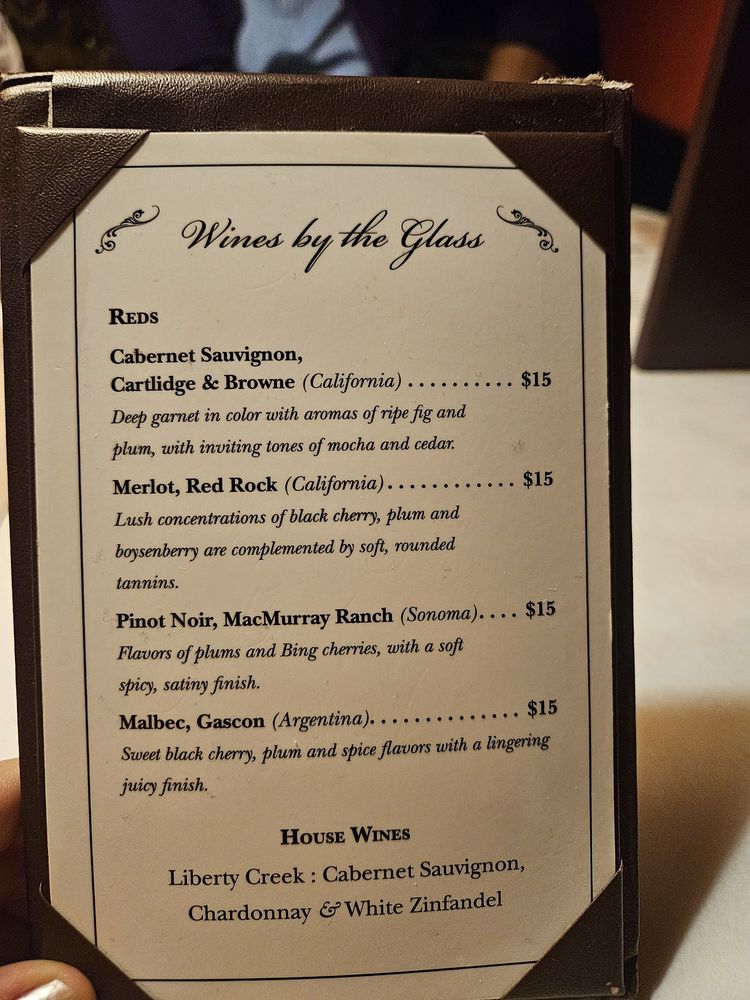 Wines by the Glass
REDS
Cabernet Sauvignon,
Cartlidge & Browne (California) .......... $15
Deep garnet in color with aromas of ripe fig and
plum, with inviting tones of mocha and cedar.
Merlot, Red Rock (California)............ $15
Lush concentrations of black cherry, plum and
boysenberry are complemented by soft, rounded
tannins.
Pinot Noir, MacMurray Ranch (Sonoma).... $15
Flavors of plums and Bing cherries, with a soft
spicy, satiny finish.
Malbec, Gascon (Argentina).............. $15
Sweet black cherry, plum and spice flavors with a lingering
juicy finish.
HOUSE WINES
Liberty Creek : Cabernet Sauvignon,
Chardonnay & White Zinfandel